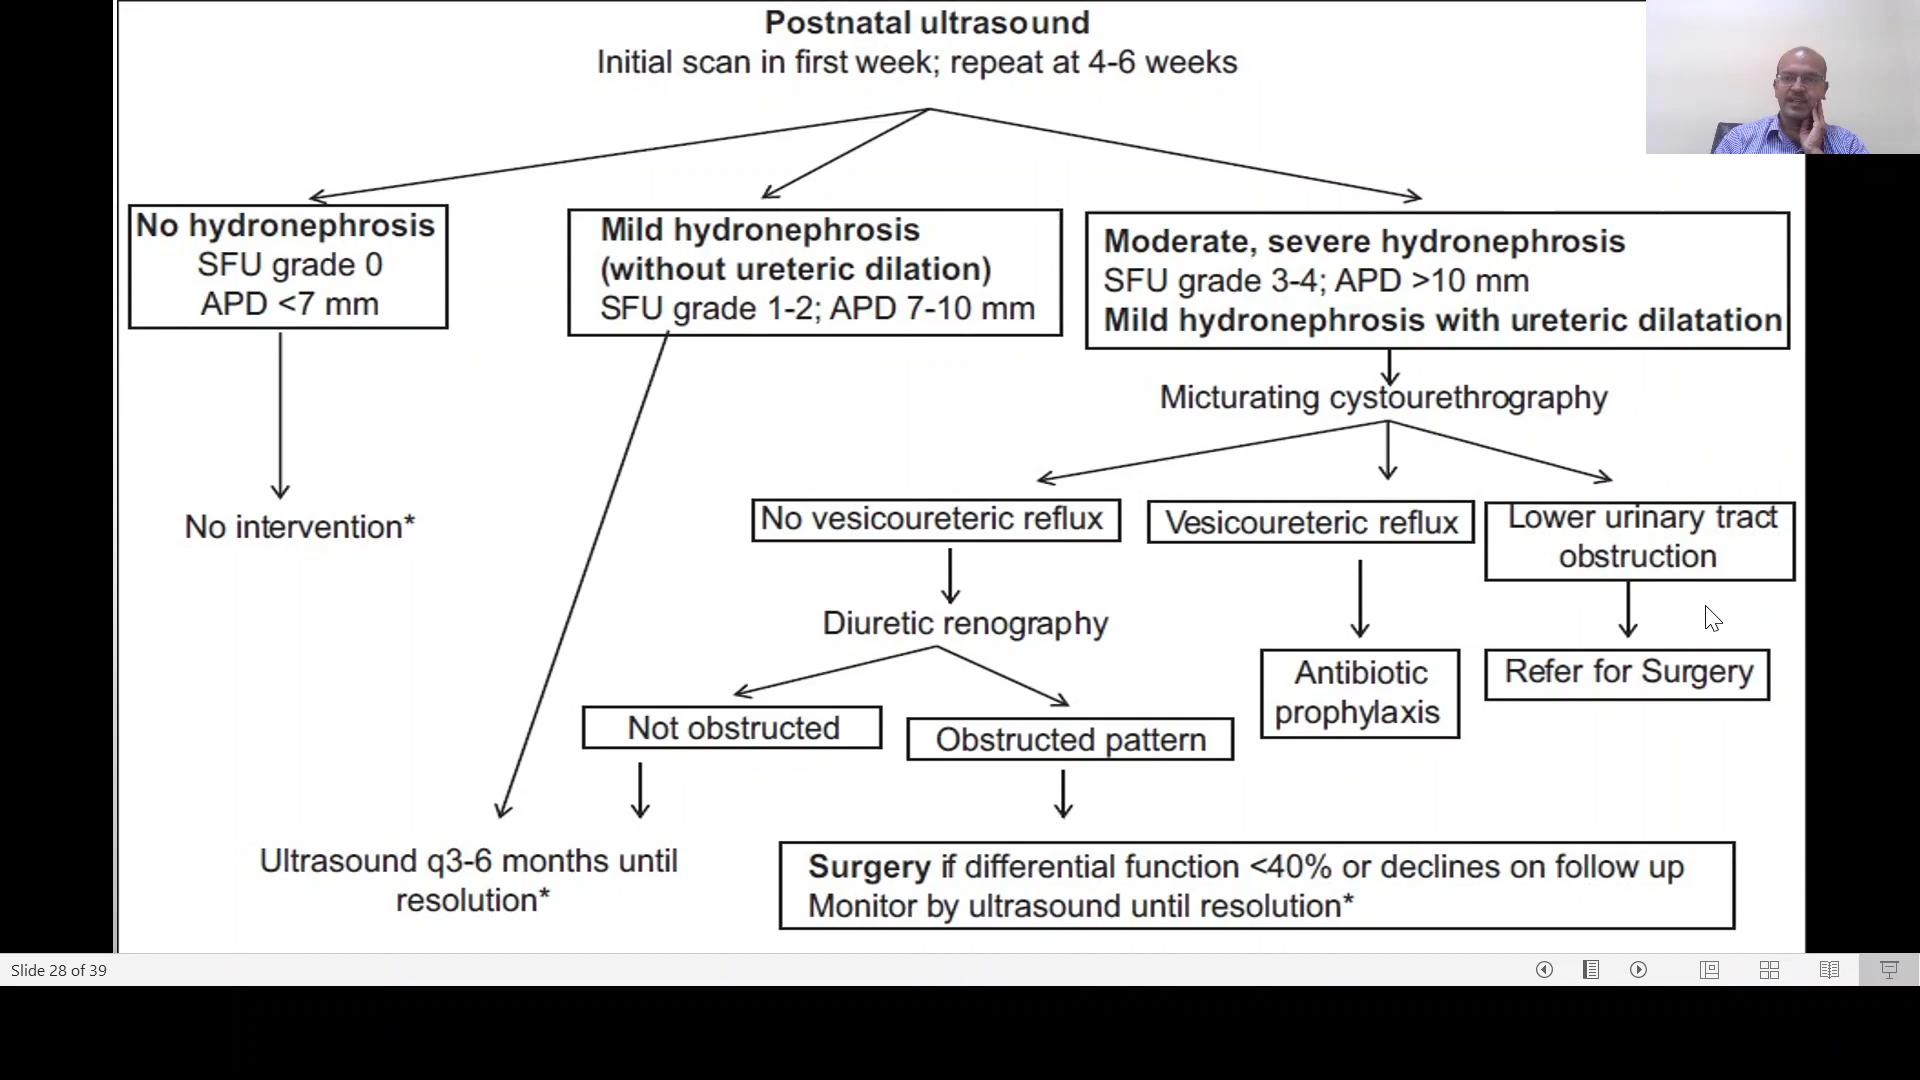 Postnatal ultrasound
Initial scan in first week; repeat at 4-6 weeks
No hydronephrosis
SFU grade 0
APD <7 mm
Mild hydronephrosis
(without ureteric dilation)
SFU grade 1-2; APD 7-10 mm
Moderate, severe hydronephrosis
SFU grade 3-4; APD >10 mm
Mild hydronephrosis with ureteric dilatation
Micturating cystourethrography
No intervention*
No vesicoureteric reflux
Vesicoureteric reflux
Lower urinary tract
obstruction
Diuretic renography
Antibiotic
prophylaxis
Refer for Surgery
Not obstructed
Obstructed pattern
Ultrasound q3-6 months until
resolution*
Surgery if differential function <40% or declines on follow up
Monitor by ultrasound until resolution*
Slide 28 of 39